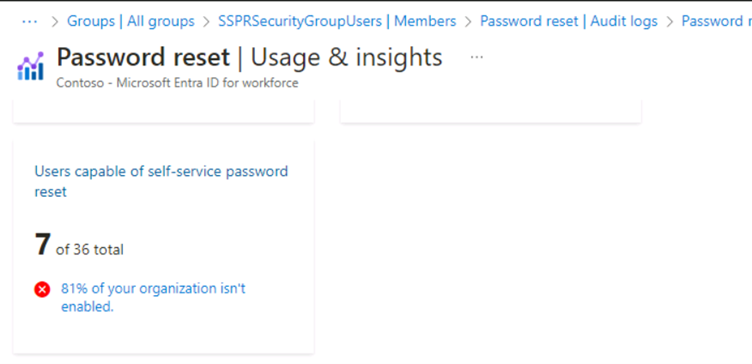 ... > Groups | All groups > SSPRSecurityGroupUsers | Members > Password reset | Audit logs > Password r
Password reset | Usage & insights ...
Contoso - Microsoft Entra ID for workforce
Users capable of self-service password
reset
7 of 36 total
81% of your organization isn't
enabled.